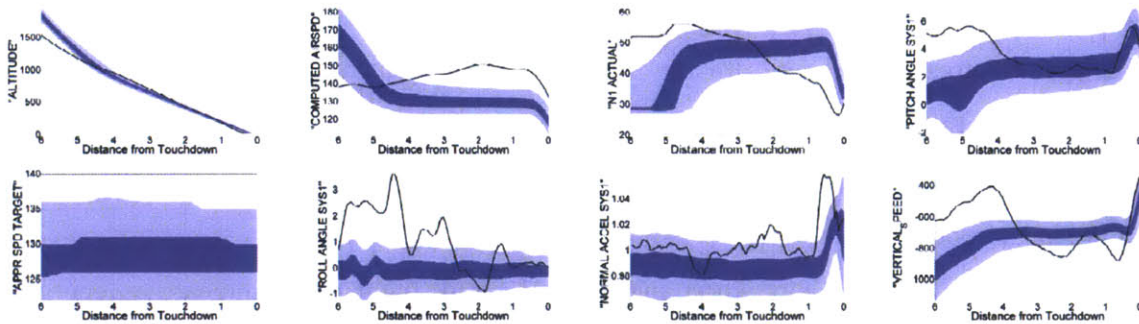 "ALTITUDE"
1500
1000
500
0
6 5 4 3 2 1 0
Distance from Touchdown
"COMPUTED AIRSPD"
180
170
160
150
140
130
120
6 5 4 3 2 1 0
Distance from Touchdown
"N1 ACTUAL"
60
50
40
30
20
6 5 4 3 2 1 0
Distance from Touchdown
"PITCH ANGLE SYS1"
6
4
2
0
-2
6 5 4 3 2 1 0
Distance from Touchdown
"APPR SPD TARGET"
140
135
130
125
6 5 4 3 2 1 0
Distance from Touchdown
"ROLL ANGLE SYS1"
3
2
1
0
-1
6 5 4 3 2 1 0
Distance from Touchdown
"NORMAL ACCEL SYS1"
1.04
1.02
1
0.98
6 5 4 3 2 1 0
Distance from Touchdown
"VERTICAL SPEED"
400
-600
-800
1000
6 5 4 3 2 1 0
Distance from Touchdown